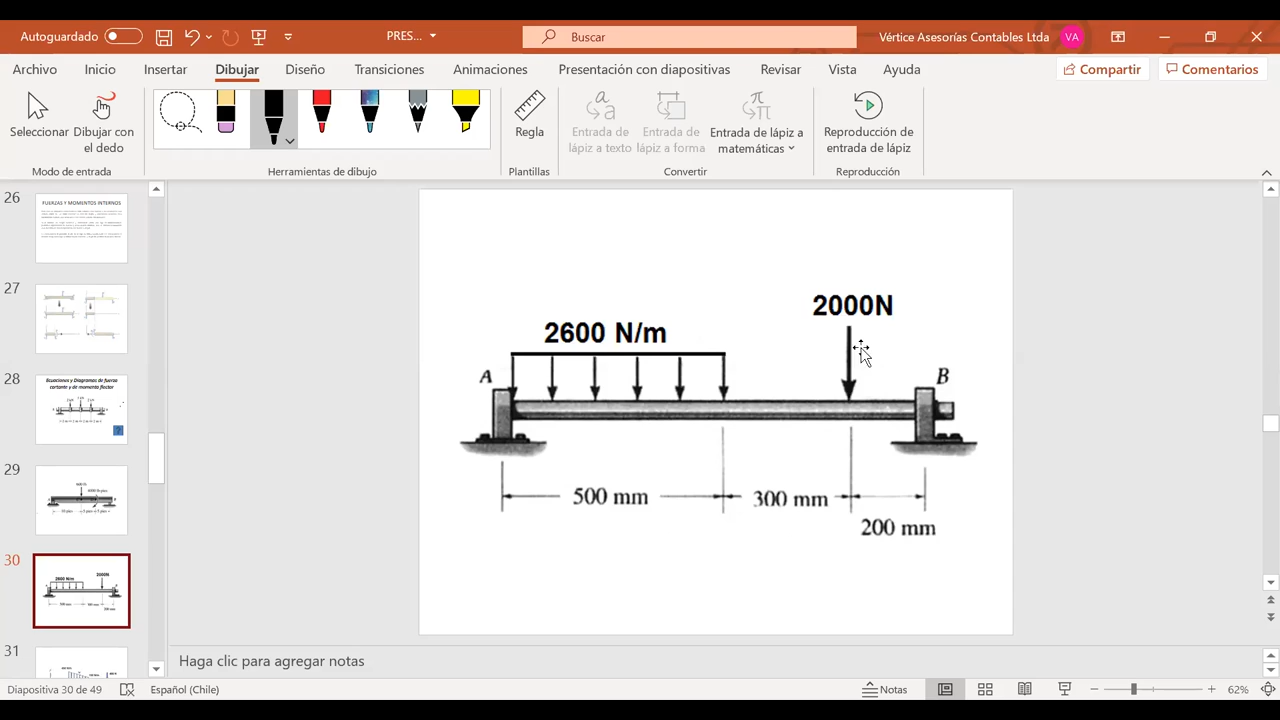 Autoguardado
PRES...
Buscar
Vértice Asesorías Contables Ltda
VA
Archivo
Inicio
Insertar
Dibujar
Diseño
Transiciones
Animaciones
Presentación con diapositivas
Revisar
Vista
Ayuda
Compartir
Comentarios
Seleccionar
Dibujar con
el dedo
Regla
Entrada de
lápiz a texto
Entrada de
lápiz a forma
Entrada de lápiz a
matemáticas
Reproducción de
entrada de lápiz
Modo de entrada
Herramientas de dibujo
Plantillas
Convertir
Reproducción
26
FUERZAS Y MOMENTOS INTERNOS
27
28
Ecuaciones y Diagramas de fuerza
cortante y de momento flector
29
30
2600 N/m
2000N
31
2000N
2600 N/m
A
B
500 mm
300 mm
200 mm
Haga clic para agregar notas
Diapositiva 30 de 49
Español (Chile)
Notas
62%